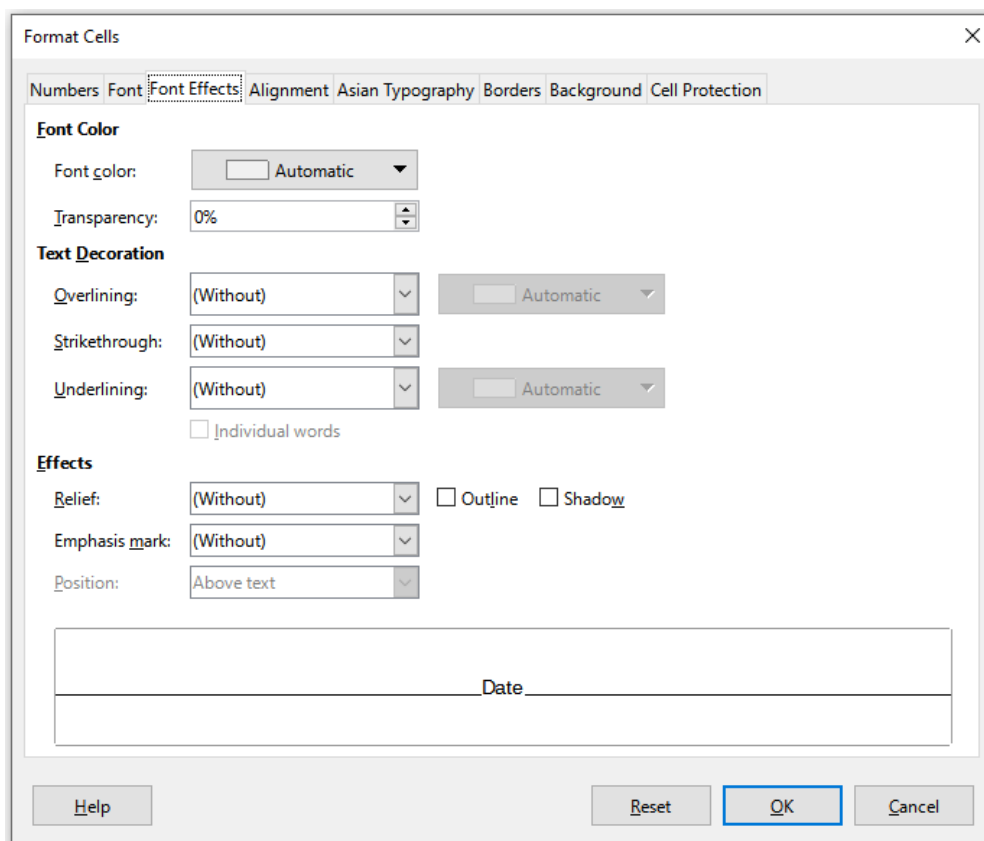 Format Cells
Numbers Font Font Effects Alignment Asian Typography Borders Background Cell Protection
Font Color
Font color: Automatic
Transparency: 0%
Text Decoration
Overlining: (Without) Automatic
Strikethrough: (Without)
Underlining: (Without) Automatic
Individual words
Effects
Relief: (Without) Outline Shadow
Emphasis mark: (Without)
Position: Above text
Date
Help Reset OK Cancel